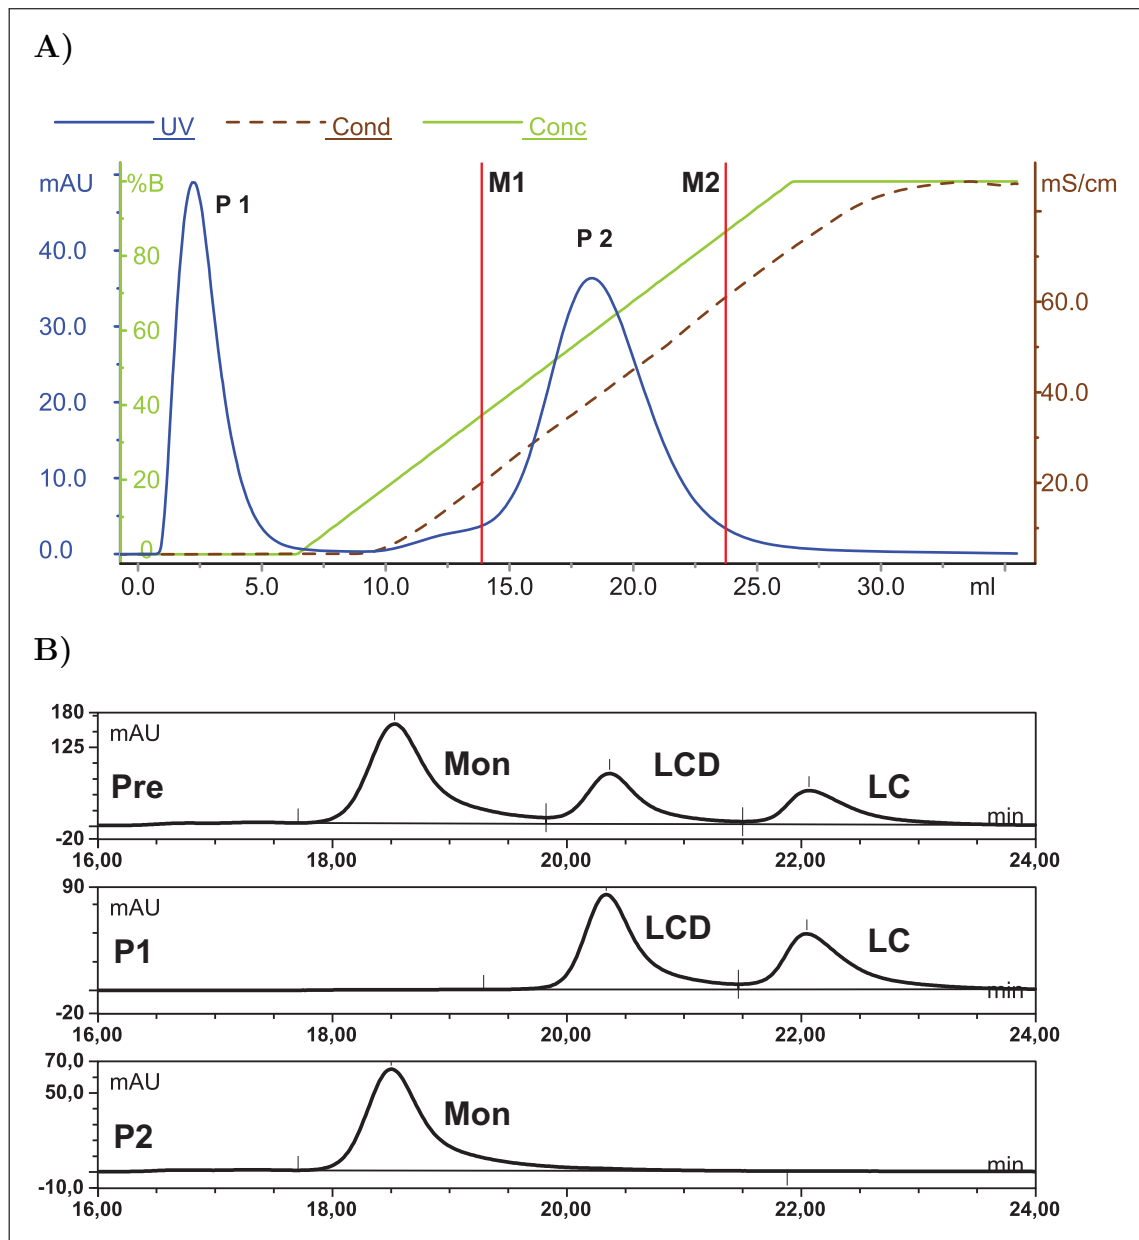 A)
UV Cond Conc
mAU %B M1 M2 mS/cm
P 1
P 2
40.0 80
60.0
30.0 60
20.0 40 40.0
10.0 20 20.0
0.0 0
0.0 5.0 10.0 15.0 20.0 25.0 30.0 ml
B)
180
mAU
125 Mon LCD
Pre LC
min
-20
16,00 18,00 20,00 22,00 24,00
90
mAU
LCD LC
P1
min
-20
16,00 18,00 20,00 22,00 24,00
70,0
mAU
50,0
Mon
P2
min
-10,0
16,00 18,00 20,00 22,00 24,00